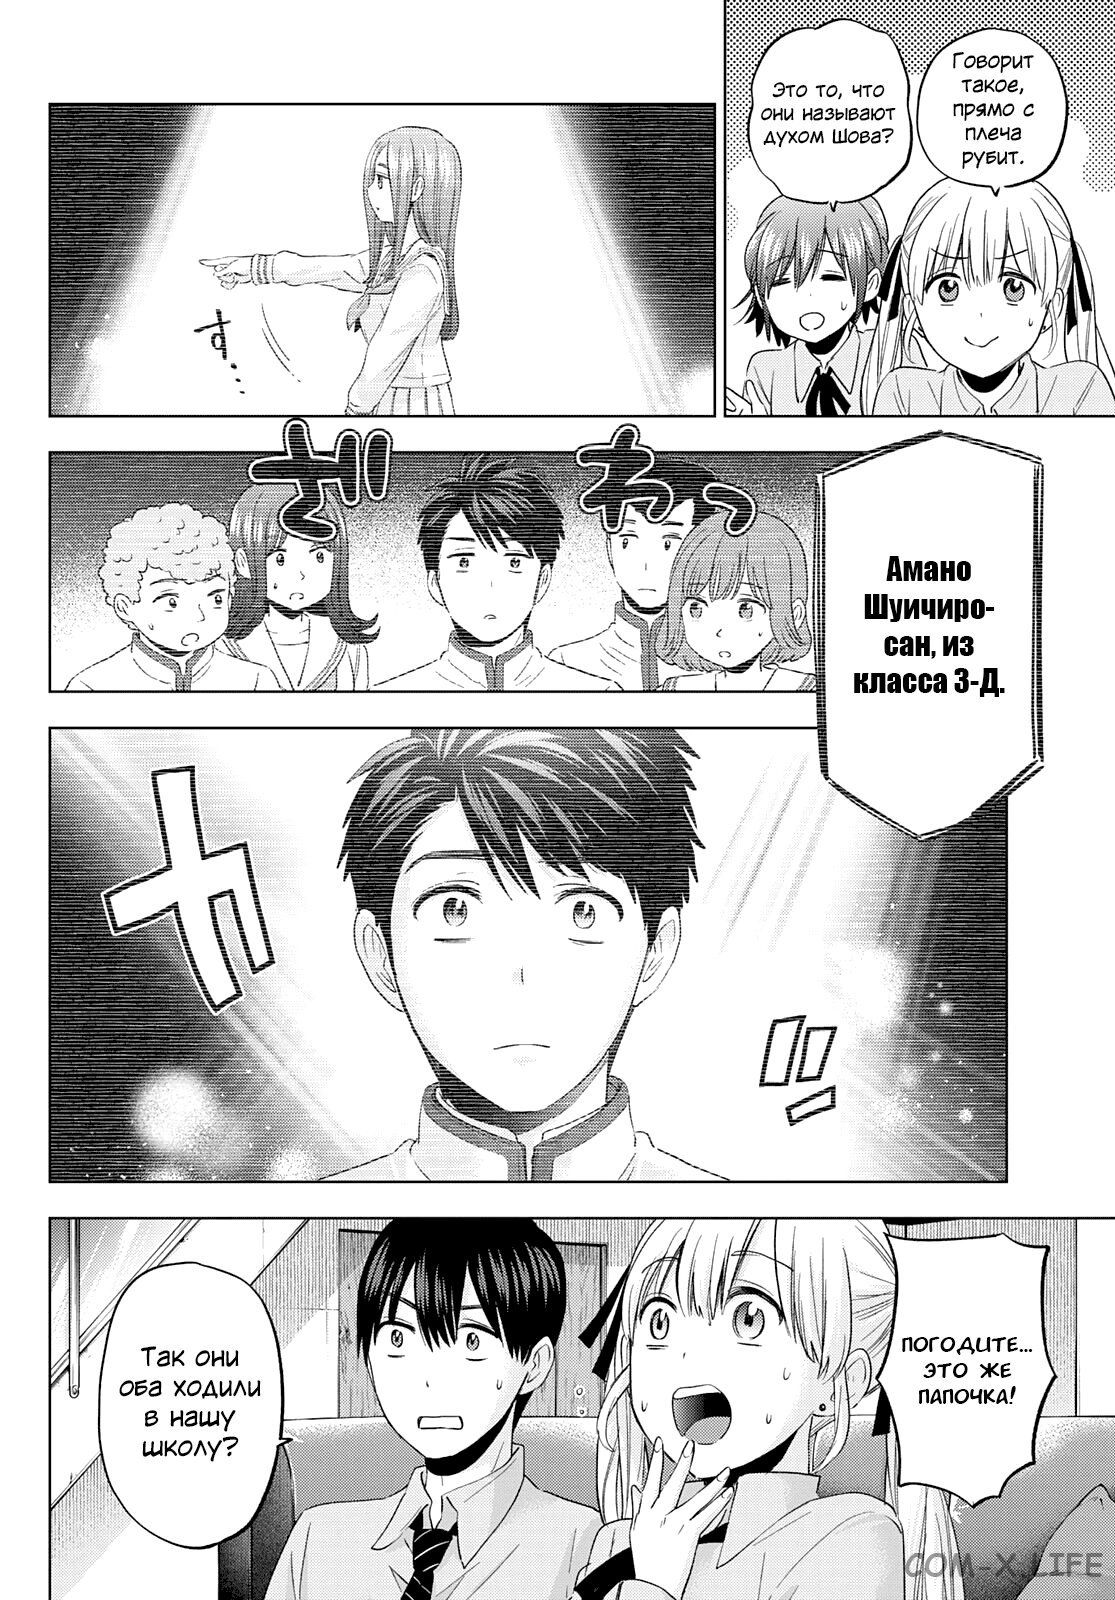 Говорит
такое,
прямо с
плеча
рубит.
Это то, что
они называют
духом Шова?
す...
ざ
わっ
Амано
Шуичиро-
сан, из
класса 3-Д.
カ
ПОГОДИТЕ...
ЭТО ЖЕ
ПАПОЧКА!
Так они
оба ходили
в нашу
школу?
COM-X.LIFE